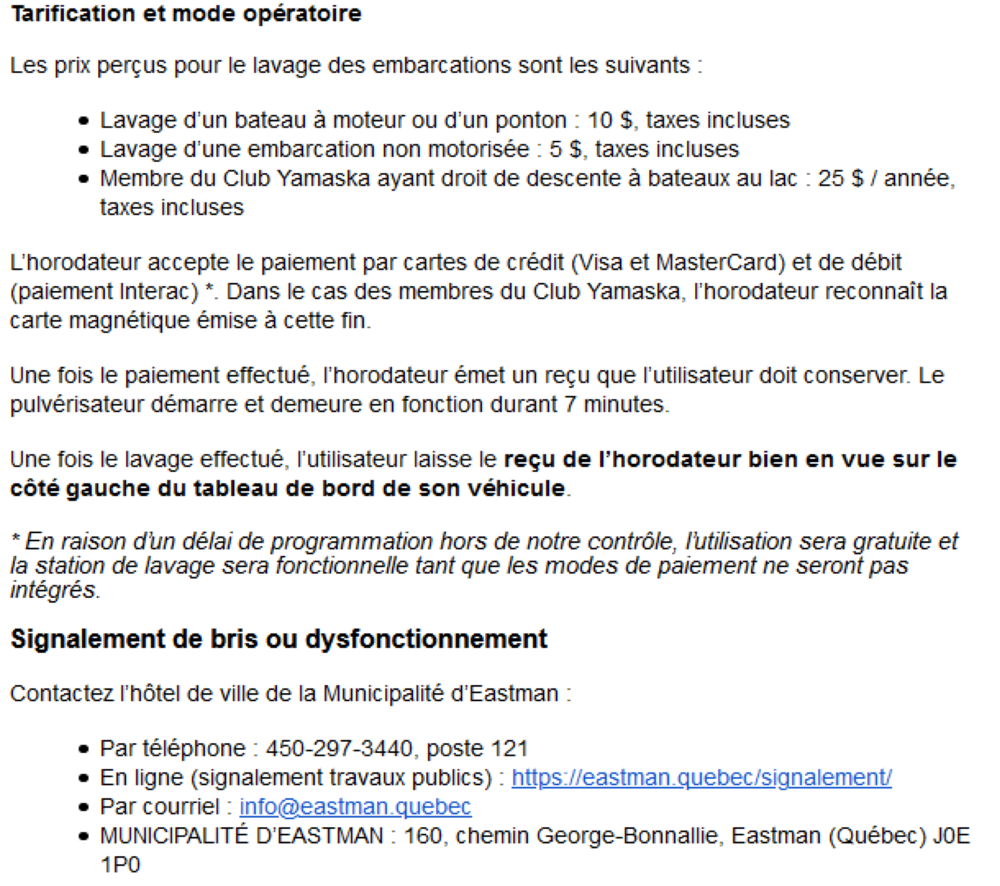 Tarification et mode opératoire
Les prix perçus pour le lavage des embarcations sont les suivants :
• Lavage d'un bateau à moteur ou d'un ponton : 10 $, taxes incluses
• Lavage d'une embarcation non motorisée : 5 $, taxes incluses
• Membre du Club Yamaska ayant droit de descente à bateaux au lac : 25 $ / année,
taxes incluses
L'horodateur accepte le paiement par cartes de crédit (Visa et MasterCard) et de débit
(paiement Interac) *. Dans le cas des membres du Club Yamaska, l'horodateur reconnaît la
carte magnétique émise à cette fin.
Une fois le paiement effectué, l'horodateur émet un reçu que l'utilisateur doit conserver. Le
pulvérisateur démarre et demeure en fonction durant 7 minutes.
Une fois le lavage effectué, l'utilisateur laisse le reçu de l'horodateur bien en vue sur le
côté gauche du tableau de bord de son véhicule.
* En raison d'un délai de programmation hors de notre contrôle, l'utilisation sera gratuite et
la station de lavage sera fonctionnelle tant que les modes de paiement ne seront pas
intégrés.
Signalement de bris ou dysfonctionnement
Contactez l'hôtel de ville de la Municipalité d'Eastman :
• Par téléphone : 450-297-3440, poste 121
• En ligne (signalement travaux publics) : https://eastman.quebec/signalement/
• Par courriel : info@eastman.quebec
• MUNICIPALITÉ D'EASTMAN : 160, chemin George-Bonnallie, Eastman (Québec) J0E
1P0